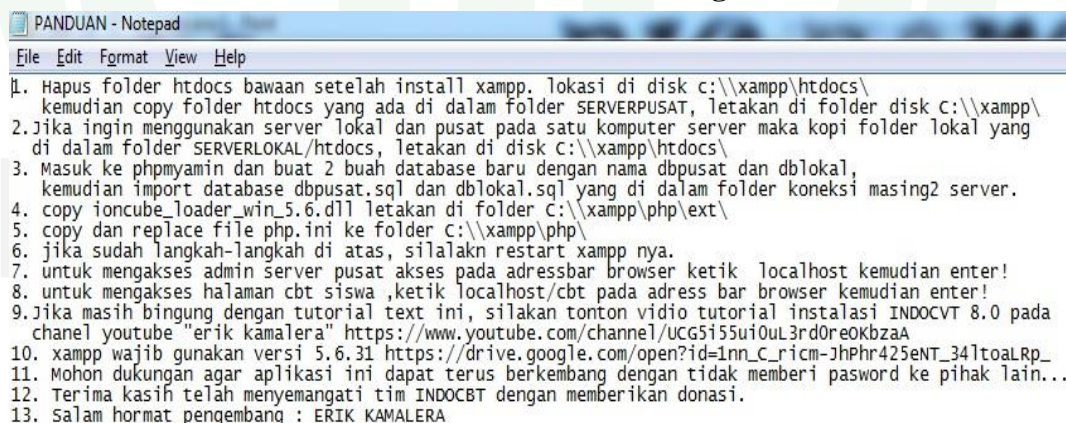 PANDUAN - Notepad
File Edit Format View Help
1. Hapus folder htdocs bawaan setelah install xampp. lokasi di disk c:\\xampp\htdocs\
kemudian copy folder htdocs yang ada di dalam folder SERVERPUSAT, letakan di folder disk C:\\xampp\
2.Jika ingin menggunakan server lokal dan pusat pada satu komputer server maka kopi folder lokal yang
di dalam folder SERVERLOKAL/htdocs, letakan di disk C:\\xampp\htdocs\
3. Masuk ke phpmyamin dan buat 2 buah database baru dengan nama dbpusat dan dblokal,
kemudian import database dbpusat.sql dan dblokal.sql yang di dalam folder koneksi masing2 server.
4. copy ioncube_loader_win_5.6.dll letakan di folder C:\\xampp\php\ext\
5. copy dan replace file php.ini ke folder C:\\xampp\php\
6. jika sudah langkah-langkah di atas, silalakn restart xampp nya.
7. untuk mengakses admin server pusat akses pada adressbar browser ketik localhost kemudian enter!
8. untuk mengakses halaman cbt siswa ,ketik localhost/cbt pada adress bar browser kemudian enter!
9.Jika masih bingung dengan tutorial text ini, silakan tonton vidio tutorial instalasi INDOCVT 8.0 pada
chanel youtube "erik kamalera" https://www.youtube.com/channel/UCG5i55ui0uL3rd0reOKbzaA
10. xampp wajib gunakan versi 5.6.31 https://drive.google.com/open?id=1nn_C_ricm-JhPhr425eNT_34ltoaLRp_
11. Mohon dukungan agar aplikasi ini dapat terus berkembang dengan tidak memberi pasword ke pihak lain...
12. Terima kasih telah menyemangati tim INDOCBT dengan memberikan donasi.
13. Salam hormat pengembang : ERIK KAMALERA